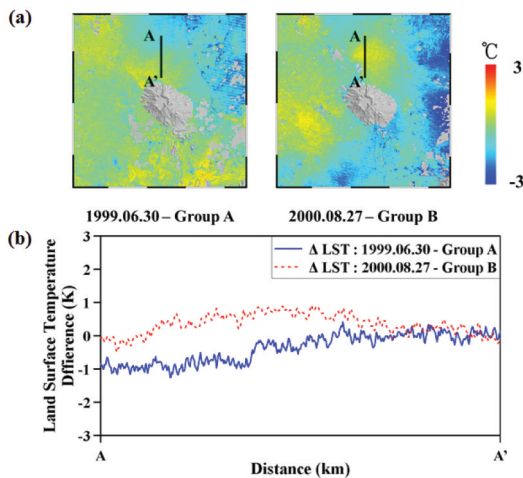 (a)
A
A'
A
A'
℃
3
-3
1999.06.30 – Group A
2000.08.27 – Group B
(b)
Land Surface Temperature
Dffierence (K)
3
2
1
0
-1
-2
-3
Δ LST : 1999.06.30 - Group A
Δ LST : 2000.08.27 - Group B
A
A'
Distance (km)